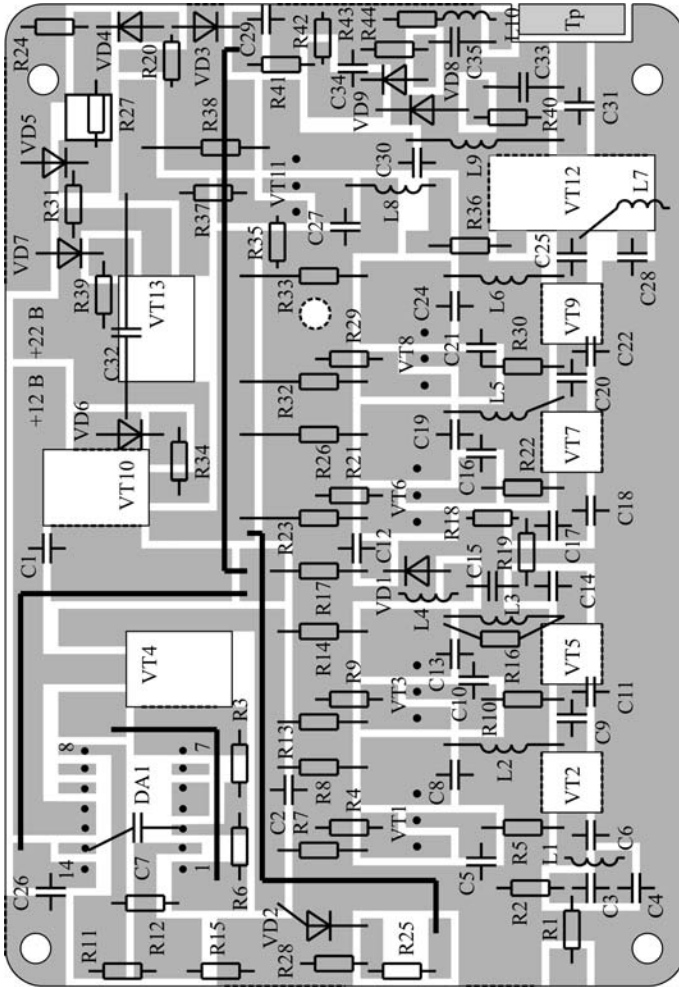 C26 C1 +12 В +22 В VD7 VD5 R24
R31
14 8 VD6 R39 VD4
R11 R27
C7 DA1 VT10 C32
R12 VT4 VT13 R20
1 7 R34 R37 R38 VD3
R15
R6 R3 C29
VD2 C2 R35 VT11
R28 R13 R23 R32 R33 R41
R7 R42
R8 R14 R17 R26 C27
R4 R9 R21 R29 C34 R43
C12 VD1 L8 C30 VD9 R44
R25 VT1 VT3 VT6 VT8
L4 C19 C24
C8 C13
C5 C10 R18 C16 C21 VD8
C15 R36 L9 C35
R10 L5 L6
R2 L2 R16 L3 R19 L10
R5 R22 R30
R1 L1 C17 C25 R40 C33
VT2 VT5 VT7 VT9 VT12 Tp
C3 C9 C14 C20 C31
C6 C11 C18 C22
C4 C28 L7